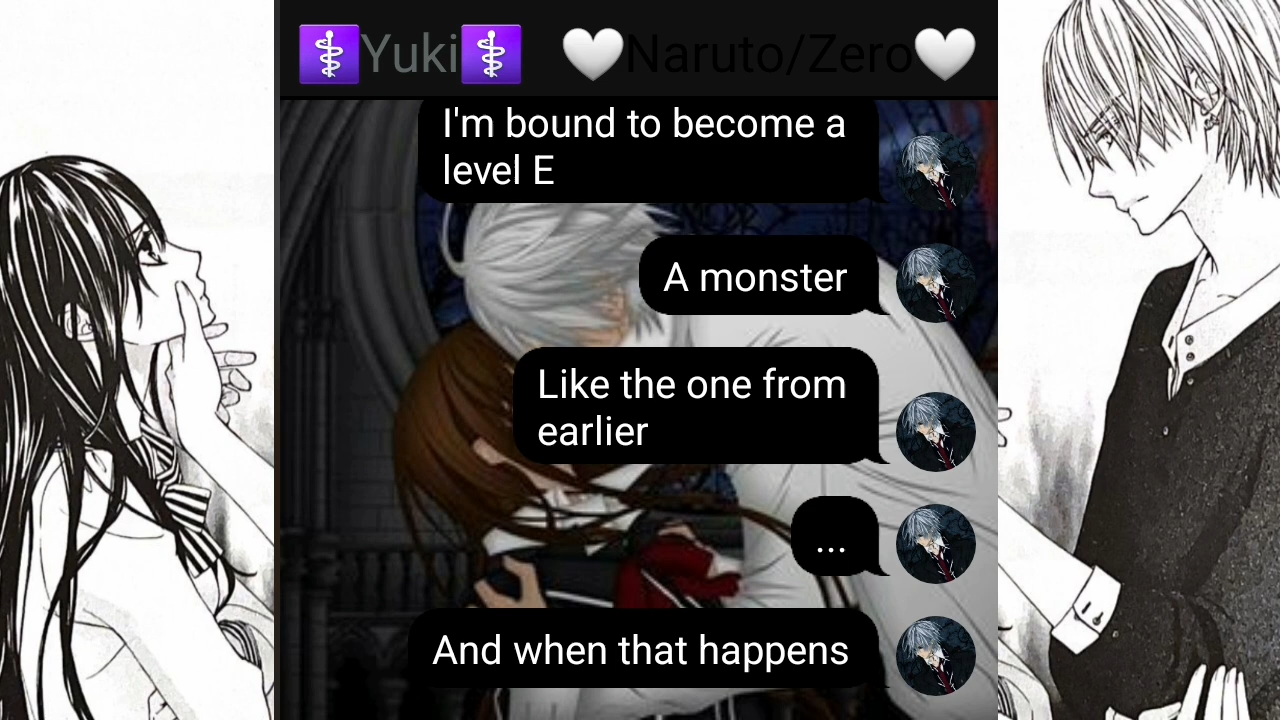 ⚕️Yuki⚕️ 🤍Naruto/Zero🤍
I'm bound to become a
level E
A monster
Like the one from
earlier
...
And when that happens